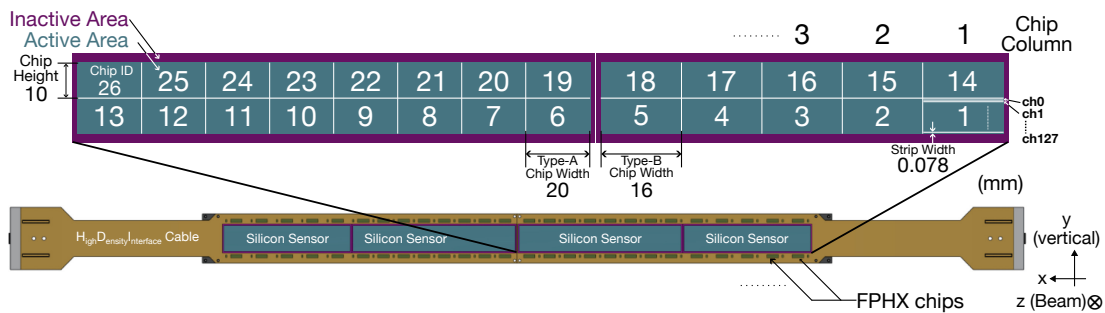 Inactive Area
Active Area
Chip Height 10
......... 3 2 1 Chip Column
Chip ID
26 25 24 23 22 21 20 19 18 17 16 15 14
13 12 11 10 9 8 7 6 5 4 3 2 1
ch0
ch1
ch127
Type-A Chip Width 20
Type-B Chip Width 16
Strip Width 0.078
(mm)
HighDensityInterface Cable
Silicon Sensor Silicon Sensor Silicon Sensor Silicon Sensor
y (vertical)
x
z (Beam)⊗
......... FPHX chips